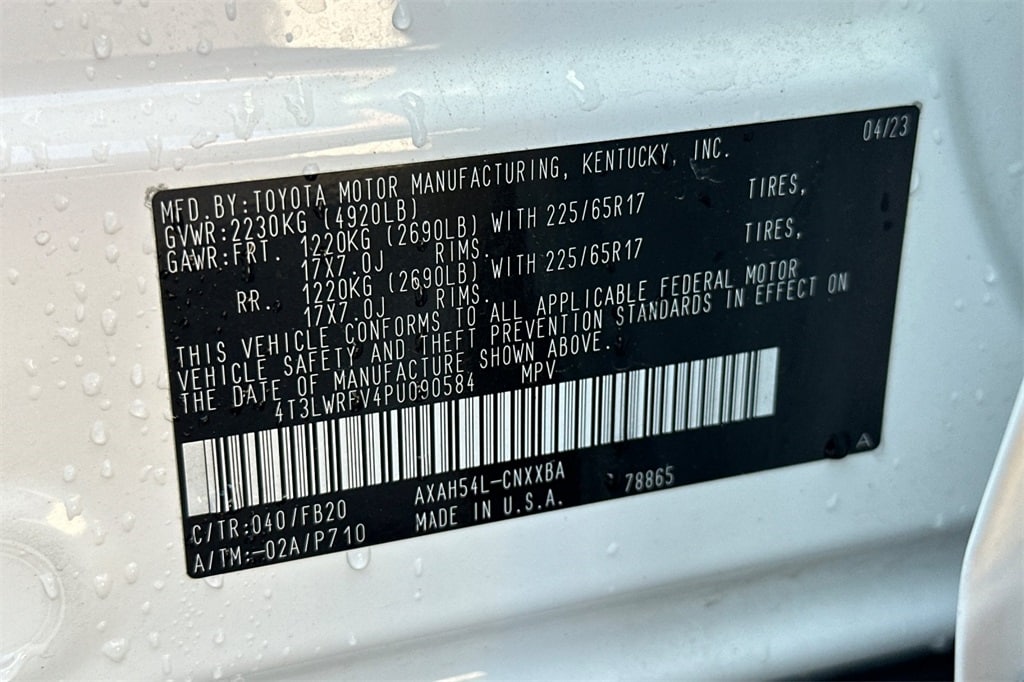 04/23
MFD.BY:TOYOTA MOTOR MANUFACTURING, KENTUCKY, INC.
GVWR:2230KG (4920LB)
GAWR:FRT. 1220KG (2690LB) WITH 225/65R17 TIRES,
17X7.0J RIMS.
RR. 1220KG (2690LB) WITH 225/65R17 TIRES,
17X7.0J RIMS.
THIS VEHICLE CONFORMS TO ALL APPLICABLE FEDERAL MOTOR
VEHICLE SAFETY AND THEFT PREVENTION STANDARDS IN EFFECT ON
THE DATE OF MANUFACTURE SHOWN ABOVE.
4T3LWRFV4PU090584 MPV
AXAH54L-CNXXBA 78865
C/TR:040/FB20 MADE IN U.S.A.
A/TM:-02A/P710
A